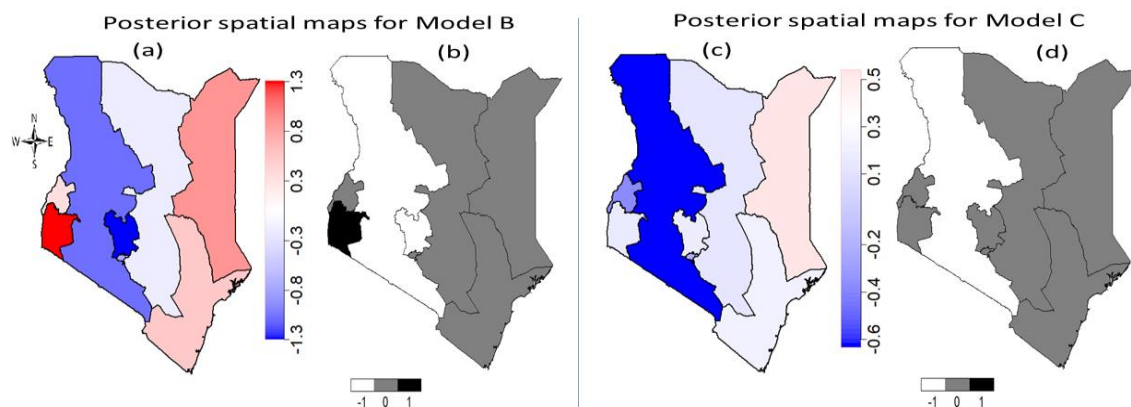 Posterior spatial maps for Model B
(a)
(b)
N
W E
S
1.3
0.8
0.3
-0.3
-0.8
-1.3
-1 0 1
Posterior spatial maps for Model C
(c)
(d)
0.5
0.3
0.1
-0.2
-0.4
-0.6
-1 0 1